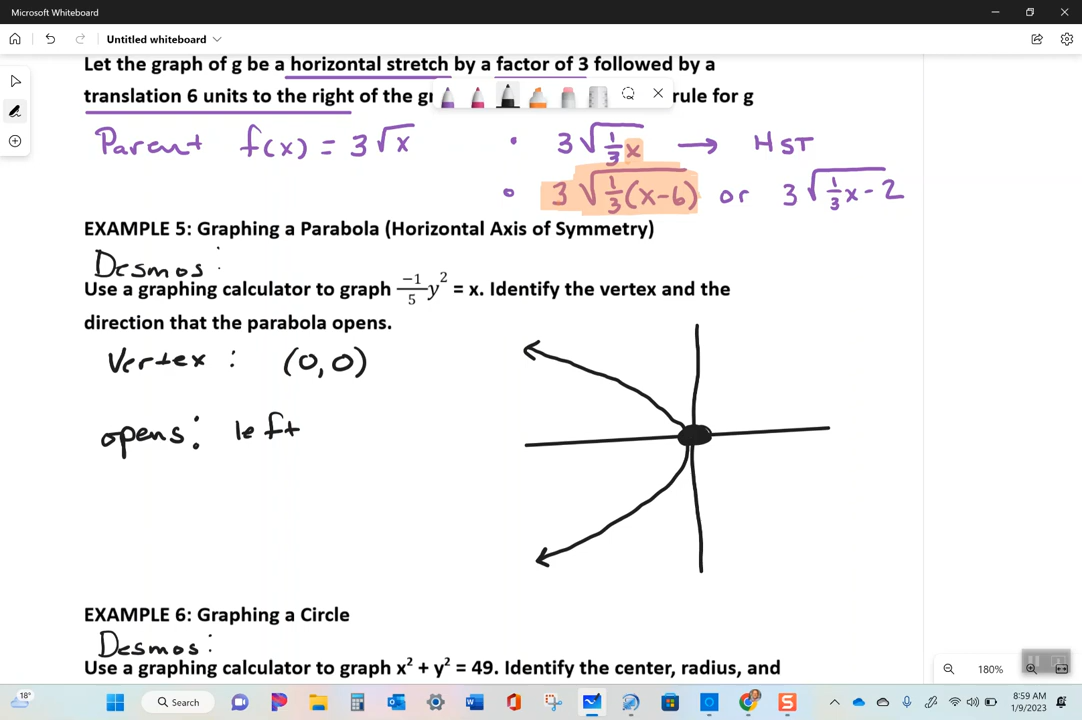 Microsoft Whiteboard
Untitled whiteboard
Let the graph of g be a horizontal stretch by a factor of 3 followed by a
translation 6 units to the right of the gr rule for g
Parent f(x) = 3√x • 3√(1/3 x) → HST
• 3√(1/3 (x-6)) or 3√(1/3 x - 2)
EXAMPLE 5: Graphing a Parabola (Horizontal Axis of Symmetry)
Desmos:
Use a graphing calculator to graph -1/5 y² = x. Identify the vertex and the
direction that the parabola opens.
Vertex: (0,0)
opens: left
EXAMPLE 6: Graphing a Circle
Desmos:
Use a graphing calculator to graph x² + y² = 49. Identify the center, radius, and
180%
18°
Search
8:59 AM
1/9/2023